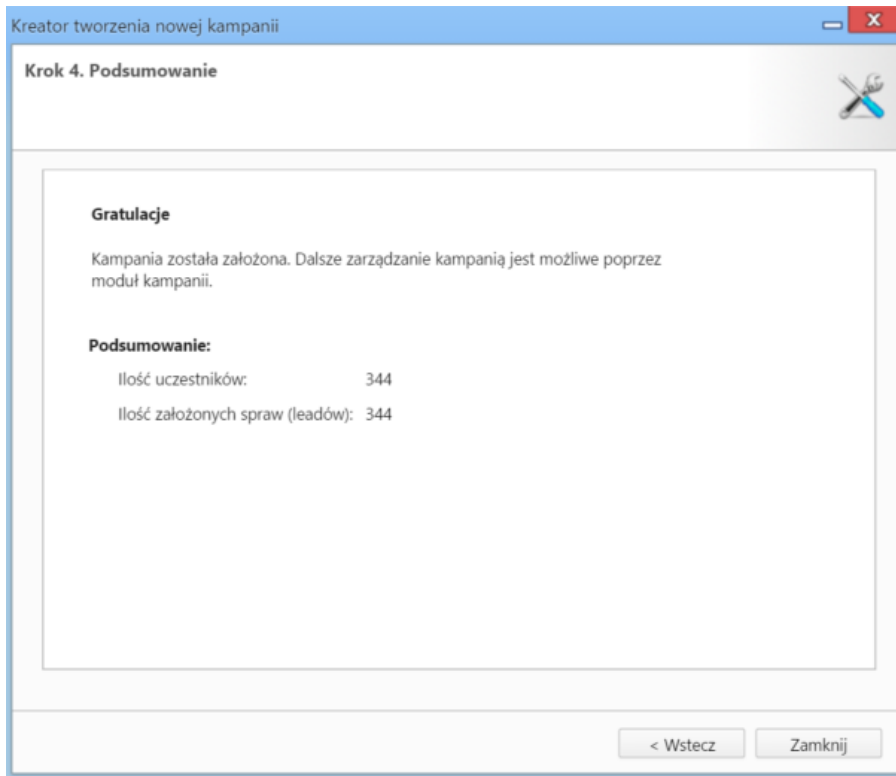 Kreator tworzenia nowej kampanii
Krok 4. Podsumowanie
Gratulacje
Kampania została założona. Dalsze zarządzanie kampanią jest możliwe poprzez
moduł kampanii.
Podsumowanie:
Ilość uczestników: 344
Ilość założonych spraw (leadów): 344
< Wstecz Zamknij